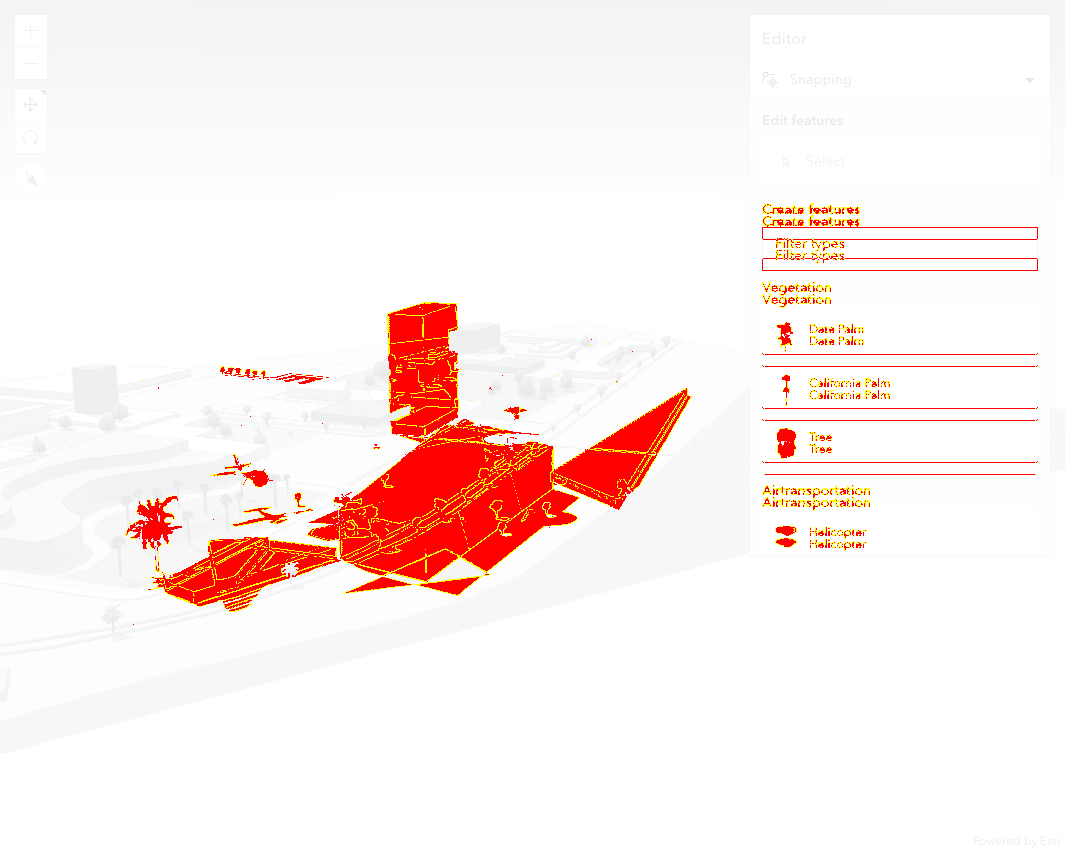 Editor
Snapping
Edit features
Select
Create features
Create features
Filter types
Filter types
Vegetation
Vegetation
Date Palm
Date Palm
California Palm
California Palm
Tree
Tree
Airtransportation
Airtransportation
Helicopter
Helicopter
Powered by Esri